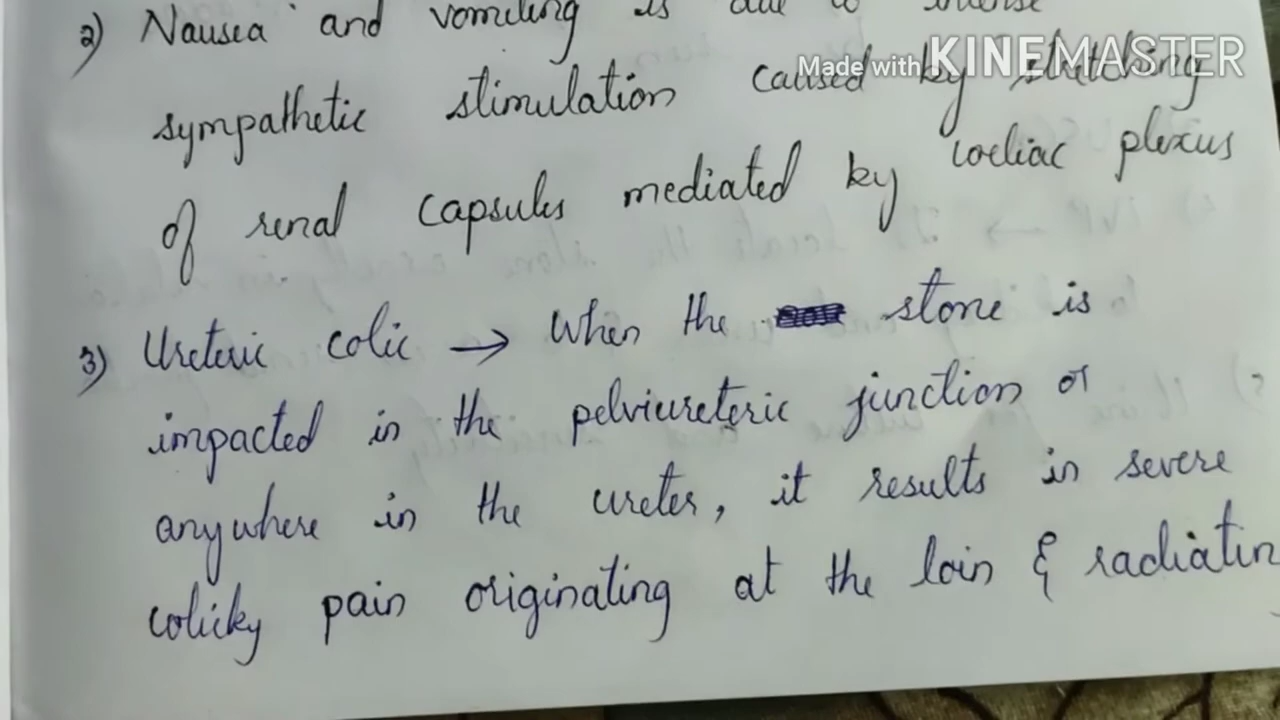 2) Nausea and vomiting is due to intense
Made with KINEMASTER
sympathetic stimulation caused by stretching
of renal capsules mediated by coeliac plexus
3) Ureteric colic → When the stone is
impacted in the pelviureteric junction or
anywhere in the ureter, it results in severe
colicky pain originating at the loin & radiatin